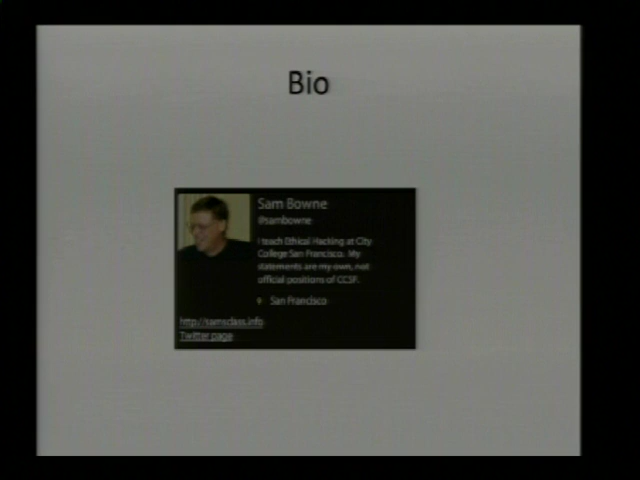 Bio
Sam Bowne
@sambowne
I teach Ethical Hacking at City
College San Francisco. My
statements are my own, not
official positions of CCSF.
San Francisco
http://samsclass.info
Twitter page